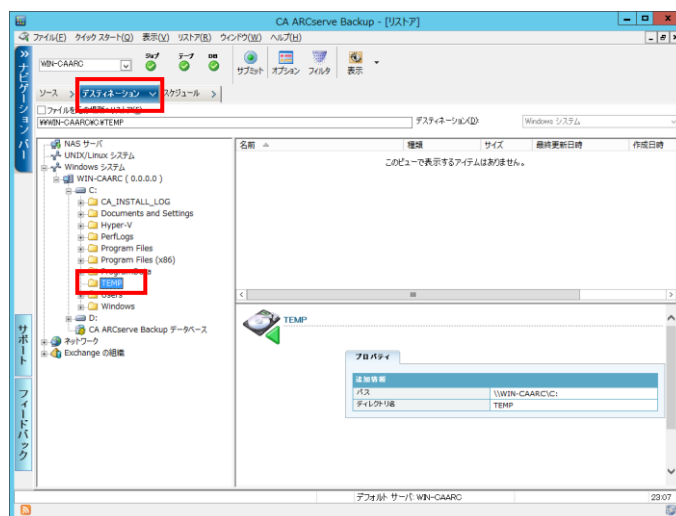 CA ARCserve Backup - [リストア]
ファイル(F) クイック スタート(Q) 表示(V) リストア(R) ウィンドウ(W) ヘルプ(H)
WIN-CAARC
ジョブ テープ DB
サブミット オプション フィルタ 表示
ソース > デスティネーション スケジュール >
ナビゲーション バー
¥¥WIN-CAARC¥C:¥TEMP
デスティネーション(D) Windows システム
NAS サーバ
UNIX/Linux システム
Windows システム
WIN-CAARC ( 0.0.0.0 )
C:
CA_INSTALL_LOG
Documents and Settings
Hyper-V
PerfLogs
Program Files
Program Files (x86)
ProgramData
TEMP
Users
Windows
D:
CA ARCserve Backup データベース
ネットワーク
Exchange の組織
名前 種類 サイズ 最終更新日時 作成日時
このビューで表示するアイテムはありません。
TEMP
プロパティ
追加情報
パス \\WIN-CAARC\C:
ディレクトリ名 TEMP
サポート
フィードバック
デフォルト サーバ: WIN-CAARC 23:07